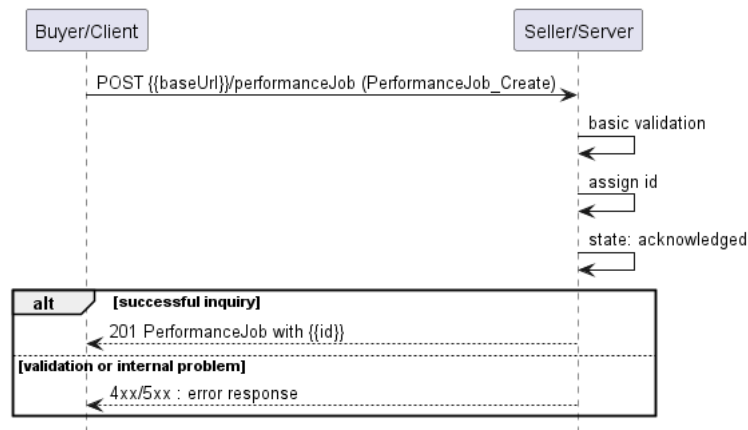 Buyer/Client
Seller/Server
POST {{baseUrl}}/performanceJob (PerformanceJob_Create)
basic validation
assign id
state: acknowledged
alt [successful inquiry]
201 PerformanceJob with {{id}}
[validation or internal problem]
4xx/5xx : error response